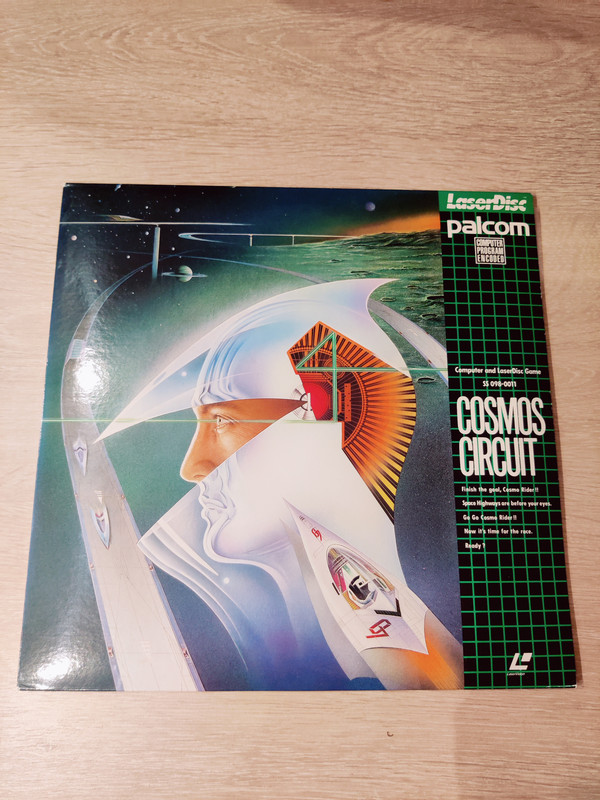 LaserDisc
palcom
COMPUTER
PROGRAM
ENCODED
Computer and LaserDisc Game
SS 098-0011
COSMOS
CIRCUIT
Finish the goal, Cosmo Rider!!
Space Highways are before your eyes.
Go Go Cosmo Rider!!
Now it's time for the race.
Ready?